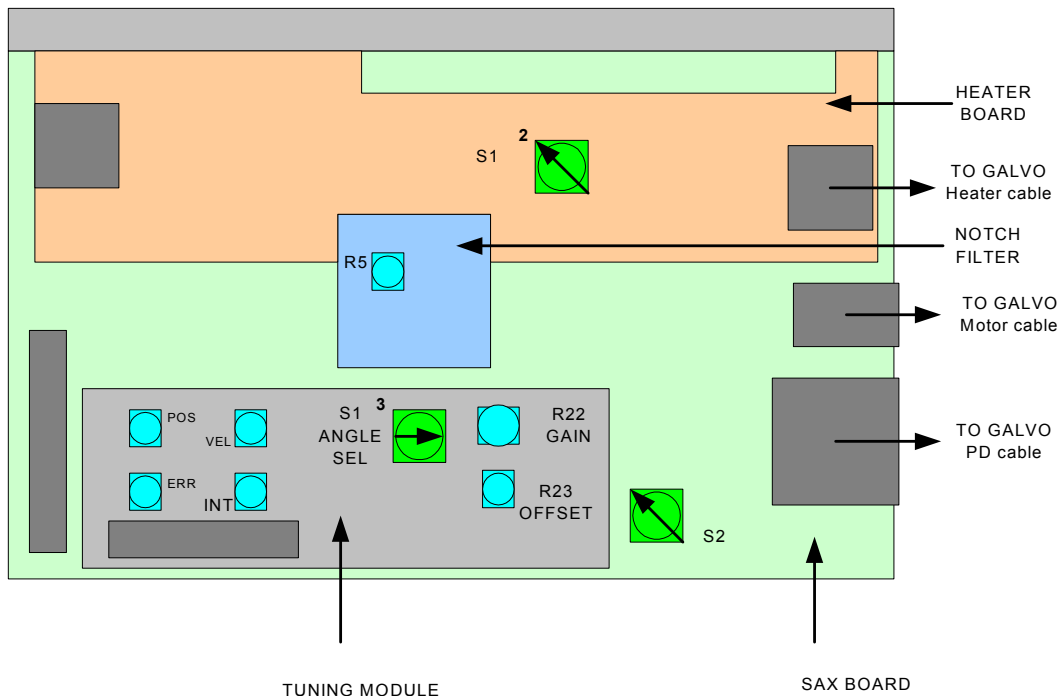 HEATER
BOARD
2
S1
TO GALVO
Heater cable
NOTCH
FILTER
R5
TO GALVO
Motor cable
POS
VEL
S1
ANGLE
SEL
3
R22
GAIN
TO GALVO
PD cable
ERR
INT
R23
OFFSET
S2
TUNING MODULE
SAX BOARD